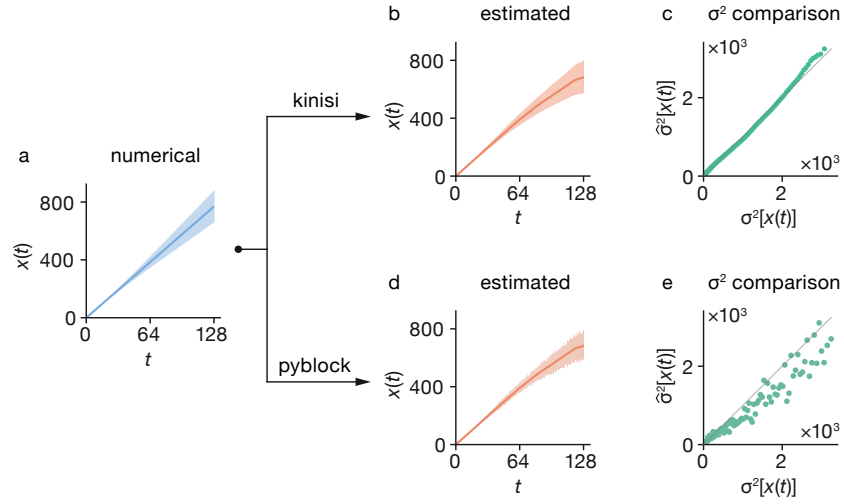 a
numerical
x(t)
800
400
0
0
64
128
t
kinisi
pyblock
b
estimated
x(t)
800
400
0
0
64
128
t
c
σ² comparison
×10³
σ̂²[x(t)]
2
0
0
2
×10³
σ²[x(t)]
d
estimated
x(t)
800
400
0
0
64
128
t
e
σ² comparison
×10³
σ̂²[x(t)]
2
0
0
2
×10³
σ²[x(t)]